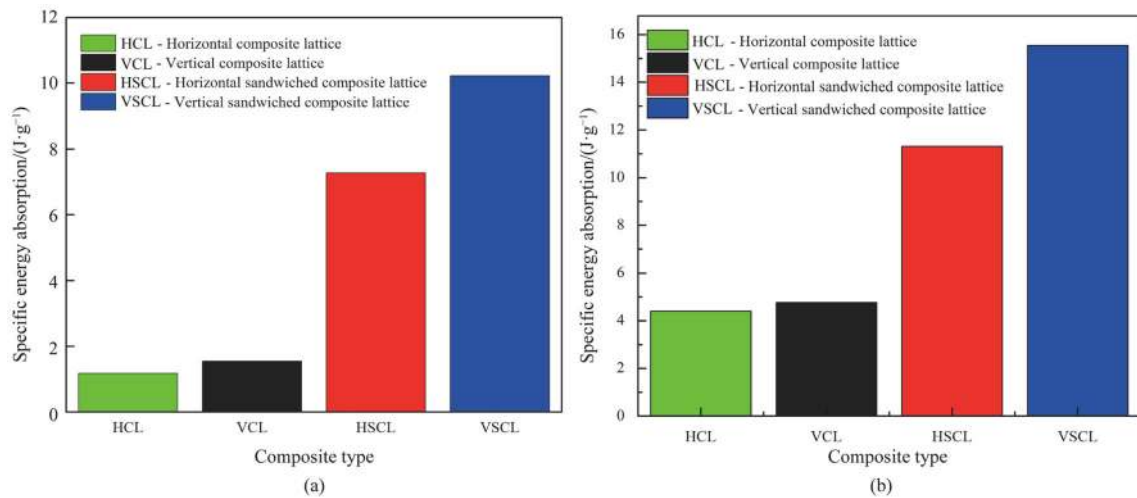 12
10
8
6
4
2
0
Specific energy absorption/(J·g⁻¹)
HCL - Horizontal composite lattice
VCL - Vertical composite lattice
HSCL - Horizontal sandwiched composite lattice
VSCL - Vertical sandwiched composite lattice
HCL VCL HSCL VSCL
Composite type
(a)
16
14
12
10
8
6
4
2
0
Specific energy absorption/(J·g⁻¹)
HCL - Horizontal composite lattice
VCL - Vertical composite lattice
HSCL - Horizontal sandwiched composite lattice
VSCL - Vertical sandwiched composite lattice
HCL VCL HSCL VSCL
Composite type
(b)